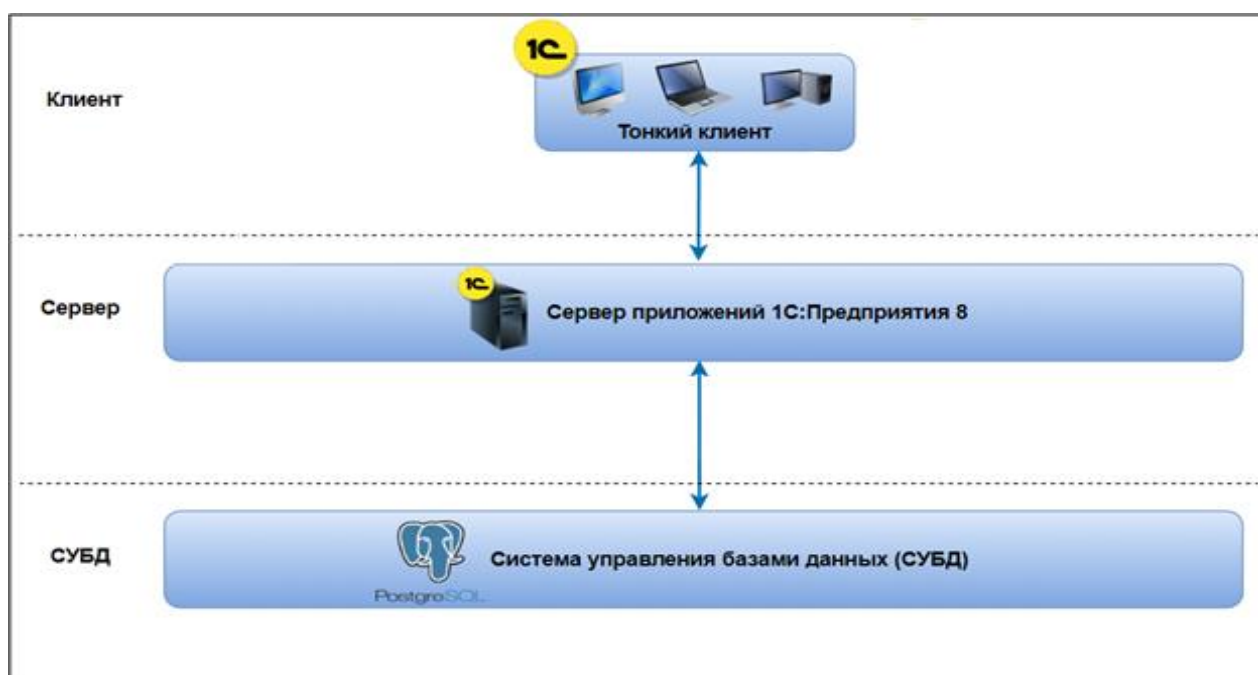 1С
Клиент
Тонкий клиент
1С
Сервер
Сервер приложений 1С:Предприятия 8
СУБД
Система управления базами данных (СУБД)
PostgreSQL